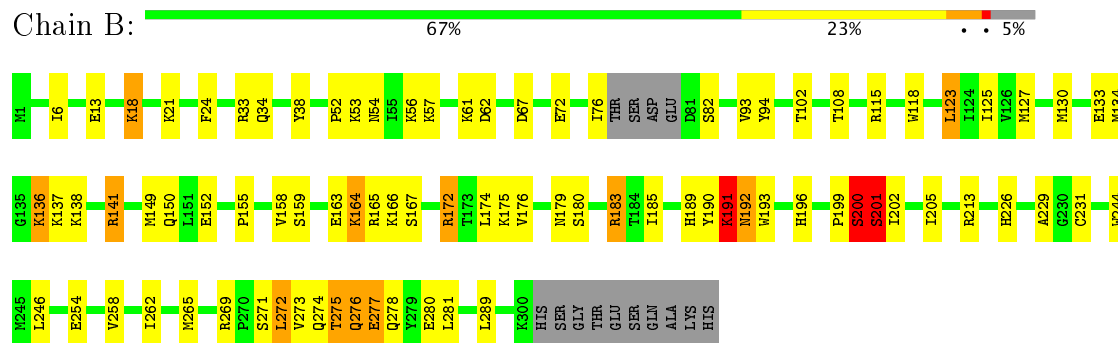 Chain B:
67% 23% • • 5%
M1 I6 E13 K18 K21 F24 R33 Q34 Y38 P52 K53 N54 I55 K56 K57 K61 D62 D67 E72 I76 THR SER ASP GLU D81 S82 V93 Y94 T102 T108 R115 W118 L123 I124 I125 V126 M127 M130 E133 M134
G135 K136 K137 K138 R141 M149 Q150 L151 E152 P155 V158 S159 E163 K164 R165 K166 S167 R172 T173 L174 K175 V176 N179 S180 R183 T184 I185 H189 Y190 K191 N192 W193 H196 P199 S200 S201 I202 I205 R213 H226 A229 G230 C231 W244
M245 L246 E254 V258 I262 M265 R269 P270 S271 L272 V273 Q274 T275 Q276 E277 Q278 Y279 E280 L281 L289 K300 HIS SER GLY THR GLU SER GLN ALA LYS HIS